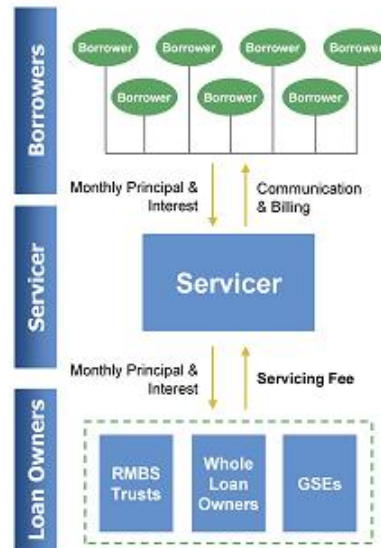 Borrowers
Borrower
Borrower
Borrower
Borrower
Borrower
Borrower
Borrower
Monthly Principal &
Interest
Communication
& Billing
Servicer
Servicer
Monthly Principal &
Interest
Servicing Fee
Loan Owners
RMBS
Trusts
Whole
Loan
Owners
GSEs